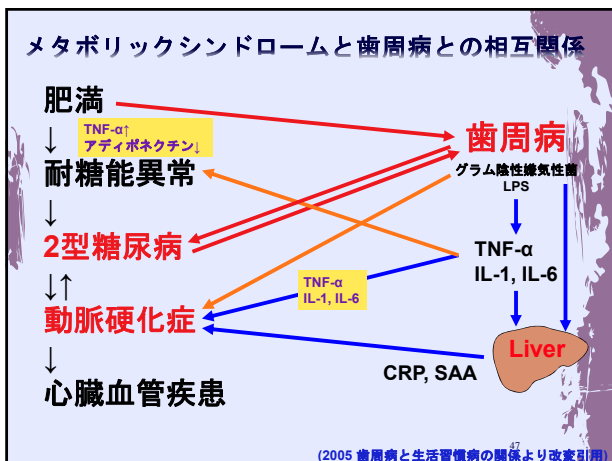 メタボリックシンドロームと歯周病との相互関係
肥満
↓
TNF-α↑
アディポネクチン↓
耐糖能異常
↓
2型糖尿病
↓↑
動脈硬化症
↓
心臓血管疾患
歯周病
グラム陰性嫌気性菌
LPS
TNF-α
IL-1, IL-6
TNF-α
IL-1, IL-6
Liver
CRP, SAA
47
(2005 歯周病と生活習慣病の関係より改変引用)